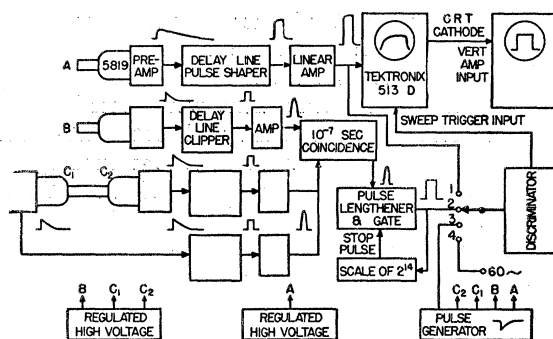 A
5819
PRE-
AMP
DELAY LINE
PULSE SHAPER
LINEAR
AMP
TEKTRONIX
513 D
CRT
CATHODE
VERT
AMP
INPUT
B
DELAY
LINE
CLIPPER
AMP
10⁻⁷ SEC
COINCIDENCE
SWEEP TRIGGER INPUT
C₁
C₂
PULSE
LENGTHENER
& GATE
STOP
PULSE
SCALE OF 2¹⁴
1
2
3
4
DISCRIMINATOR
60~
B
C₁
C₂
REGULATED
HIGH VOLTAGE
A
REGULATED
HIGH VOLTAGE
C₂
C₁
B
A
PULSE
GENERATOR